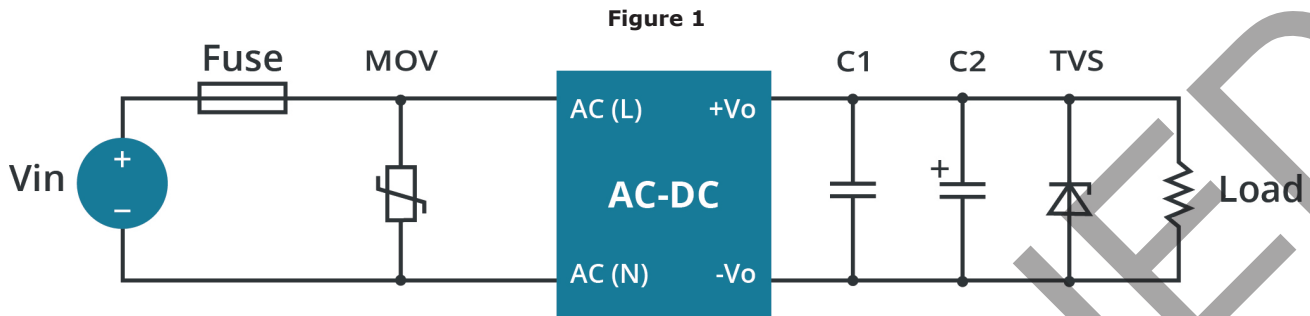 Figure 1
Fuse
MOV
C1
C2
TVS
AC (L)
+Vo
+
Vin
AC-DC
+
Load
−
AC (N)
-Vo